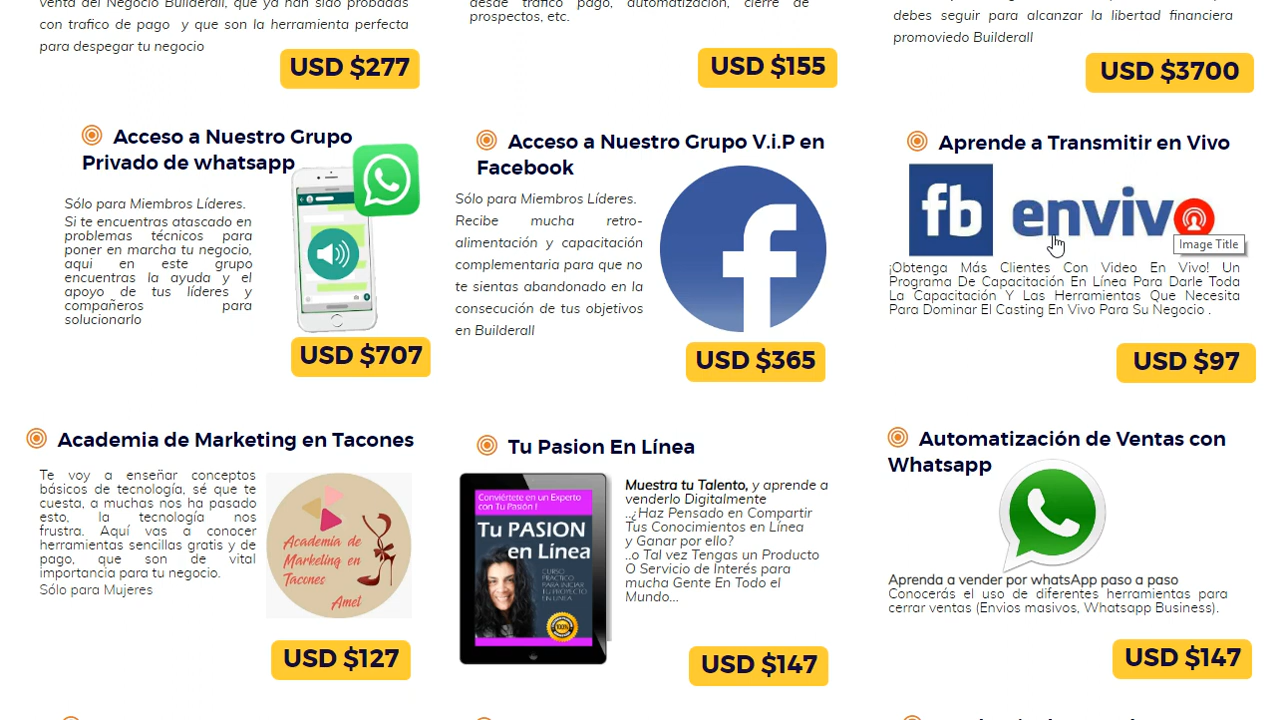 venta del Negocio Builderall, que ya han sido probadas
con trafico de pago y que son la herramienta perfecta
para despegar tu negocio
USD $277
desde tráfico pago, automatización, cierre de
prospectos, etc.
USD $155
debes seguir para alcanzar la libertad financiera
promoviedo Builderall
USD $3700
Acceso a Nuestro Grupo
Privado de whatsapp
Sólo para Miembros Líderes.
Si te encuentras atascado en
problemas técnicos para
poner en marcha tu negocio,
aqui en este grupo
encuentras la ayuda y el
apoyo de tus líderes y
compañeros para
solucionarlo
USD $707
Acceso a Nuestro Grupo V.i.P en
Facebook
Sólo para Miembros Líderes.
Recibe mucha retro-
alimentación y capacitación
complementaria para que no
te sientas abandonado en la
consecución de tus objetivos
en Builderall
f
USD $365
Aprende a Transmitir en Vivo
fb envivo
Image Title
¡Obtenga Más Clientes Con Video En Vivo! Un
Programa De Capacitación En Línea Para Darle Toda
La Capacitación Y Las Herramientas Que Necesita
Para Dominar El Casting En Vivo Para Su Negocio .
USD $97
Academia de Marketing en Tacones
Te voy a enseñar conceptos
básicos de tecnología, sé que te
cuesta, a muchas nos ha pasado
esto, la tecnología nos
frustra. Aquí vas a conocer
herramientas sencillas gratis y de
pago, que son de vital
importancia para tu negocio.
Sólo para Mujeres
Academia de
Marketing en
Tacones
Amel
USD $127
Tu Pasion En Línea
Conviértete en un Experto
con Tu Pasión !
Tu PASION
en Línea
CURSO
PRÁCTICO
PARA INICIAR
TU PROYECTO
EN LÍNEA
100%
Muestra tu Talento, y aprende a
venderlo Digitalmente
..¿Haz Pensado en Compartir
Tus Conocimientos en Línea
y Ganar por ello?
..o Tal vez Tengas un Producto
O Servicio de Interés para
mucha Gente En Todo el
Mundo...
USD $147
Automatización de Ventas con
Whatsapp
Aprenda a vender por whatsApp paso a paso
Conocerás el uso de diferentes herramientas para
cerrar ventas (Envios masivos, Whatsapp Business).
USD $147